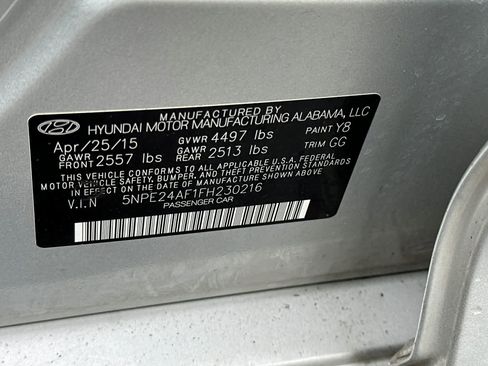 MANUFACTURED BY
HYUNDAI MOTOR MANUFACTURING ALABAMA, LLC
Apr/25/15 GVWR 4497 lbs PAINT Y8
GAWR FRONT 2557 lbs GAWR REAR 2513 lbs TRIM GG
THIS VEHICLE CONFORMS TO ALL APPLICABLE U.S.A. FEDERAL
MOTOR VEHICLE SAFETY, BUMPER, AND THEFT PREVENTION STANDARDS
IN EFFECT ON THE DATE OF MANUFACTURE SHOWN ABOVE.
V.I.N 5NPE24AF1FH230216
PASSENGER CAR